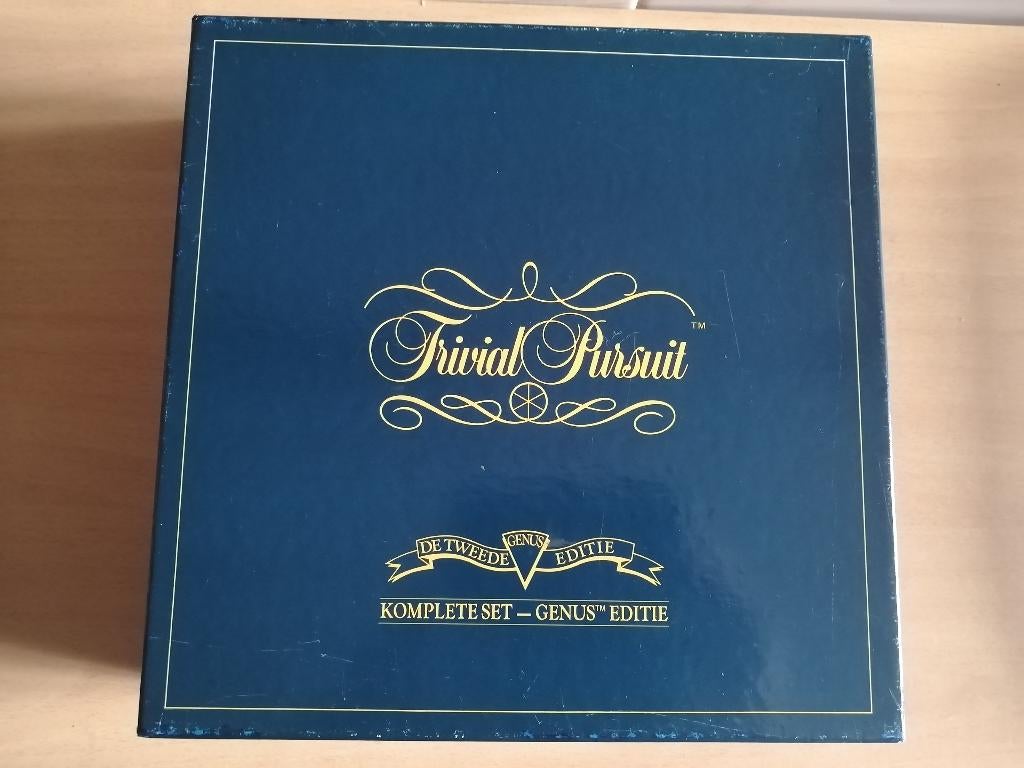 Trivial Pursuit™
DE TWEEDE GENUS EDITIE
KOMPLETE SET – GENUS™ EDITIE